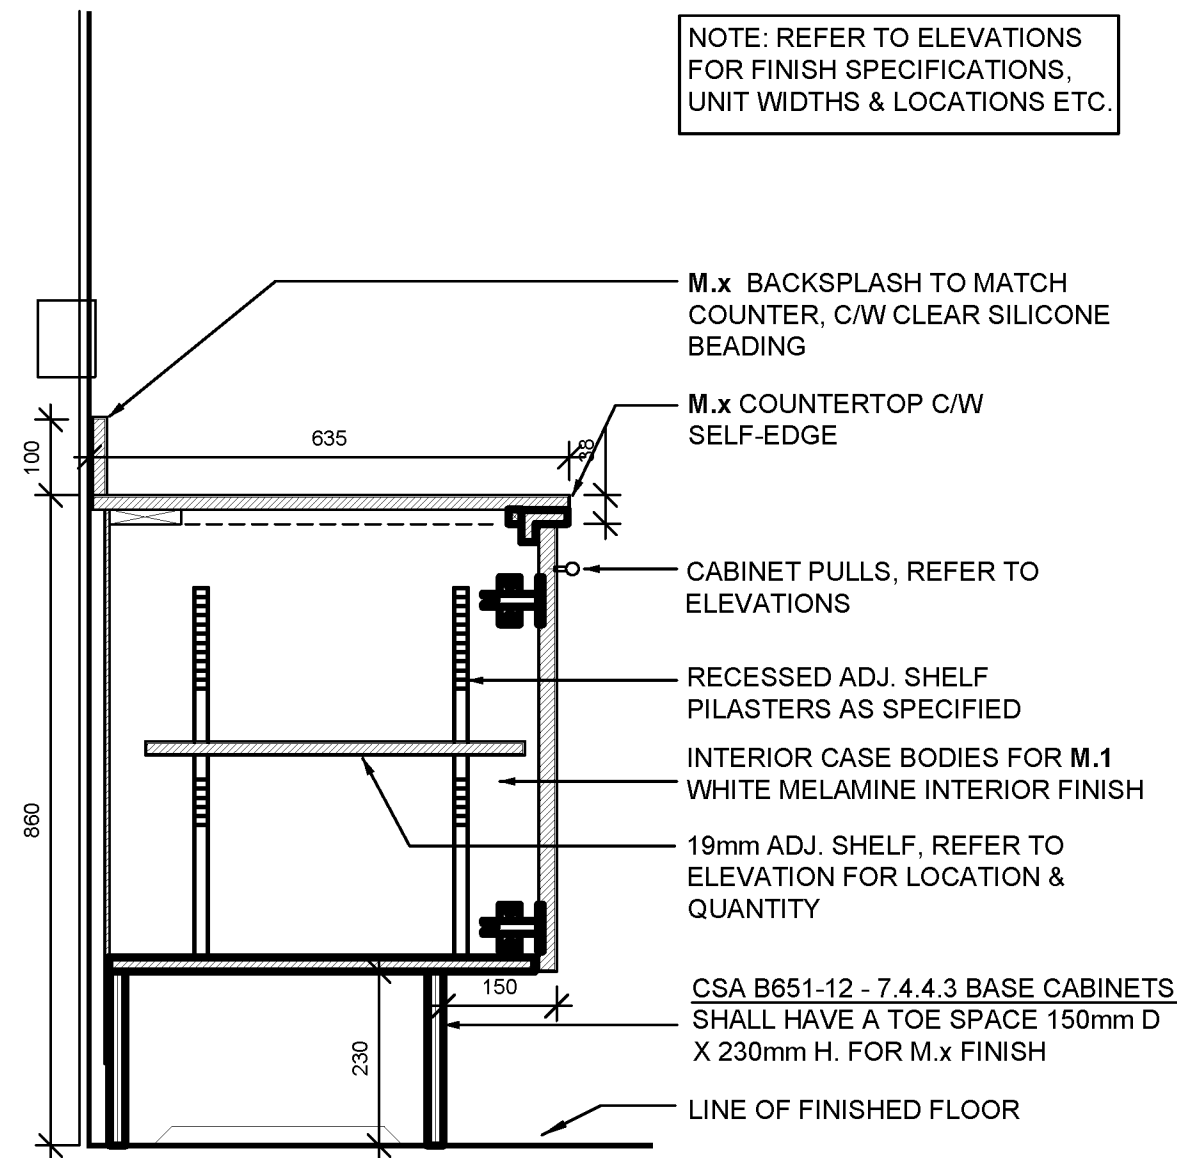 NOTE: REFER TO ELEVATIONS
FOR FINISH SPECIFICATIONS,
UNIT WIDTHS & LOCATIONS ETC.
M.x BACKSPLASH TO MATCH
COUNTER, C/W CLEAR SILICONE
BEADING
M.x COUNTERTOP C/W
SELF-EDGE
635
38
100
CABINET PULLS, REFER TO
ELEVATIONS
RECESSED ADJ. SHELF
PILASTERS AS SPECIFIED
INTERIOR CASE BODIES FOR M.1
WHITE MELAMINE INTERIOR FINISH
860
19mm ADJ. SHELF, REFER TO
ELEVATION FOR LOCATION &
QUANTITY
150
CSA B651-12 - 7.4.4.3 BASE CABINETS
SHALL HAVE A TOE SPACE 150mm D
X 230mm H. FOR M.x FINISH
230
LINE OF FINISHED FLOOR